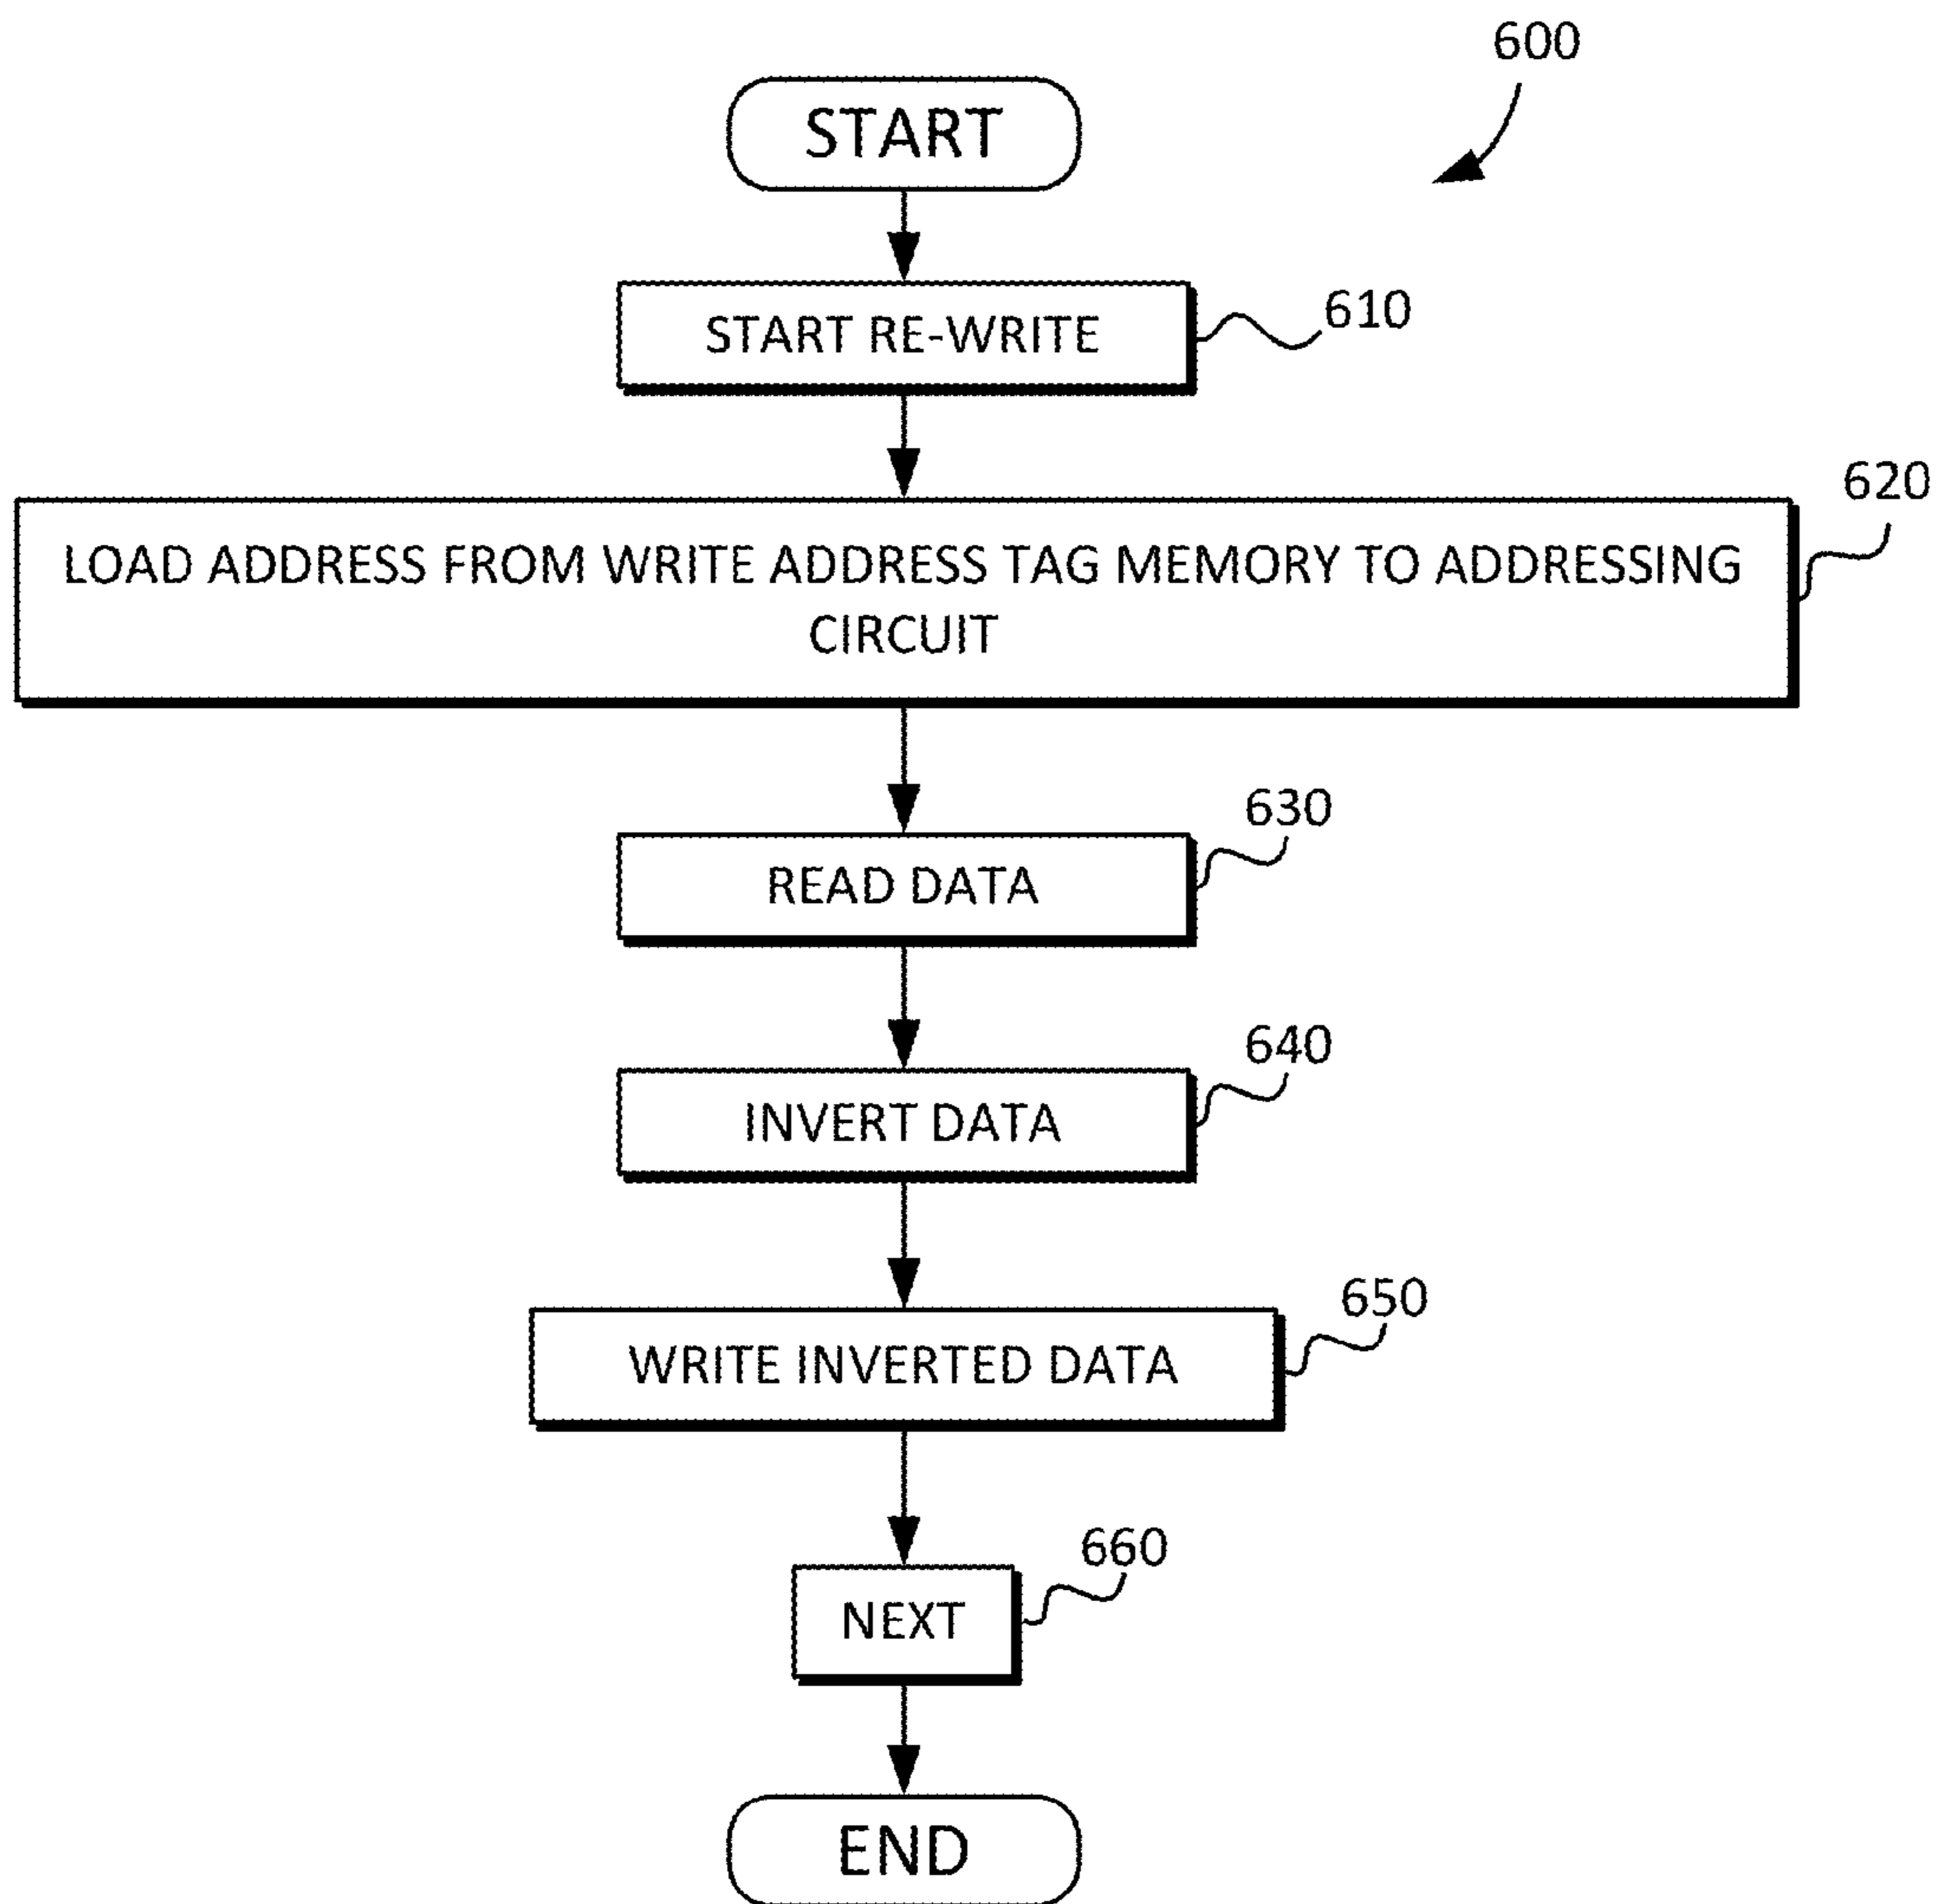 600
START
START RE-WRITE
610
620
LOAD ADDRESS FROM WRITE ADDRESS TAG MEMORY TO ADDRESSING
CIRCUIT
630
READ DATA
640
INVERT DATA
650
WRITE INVERTED DATA
660
NEXT
END